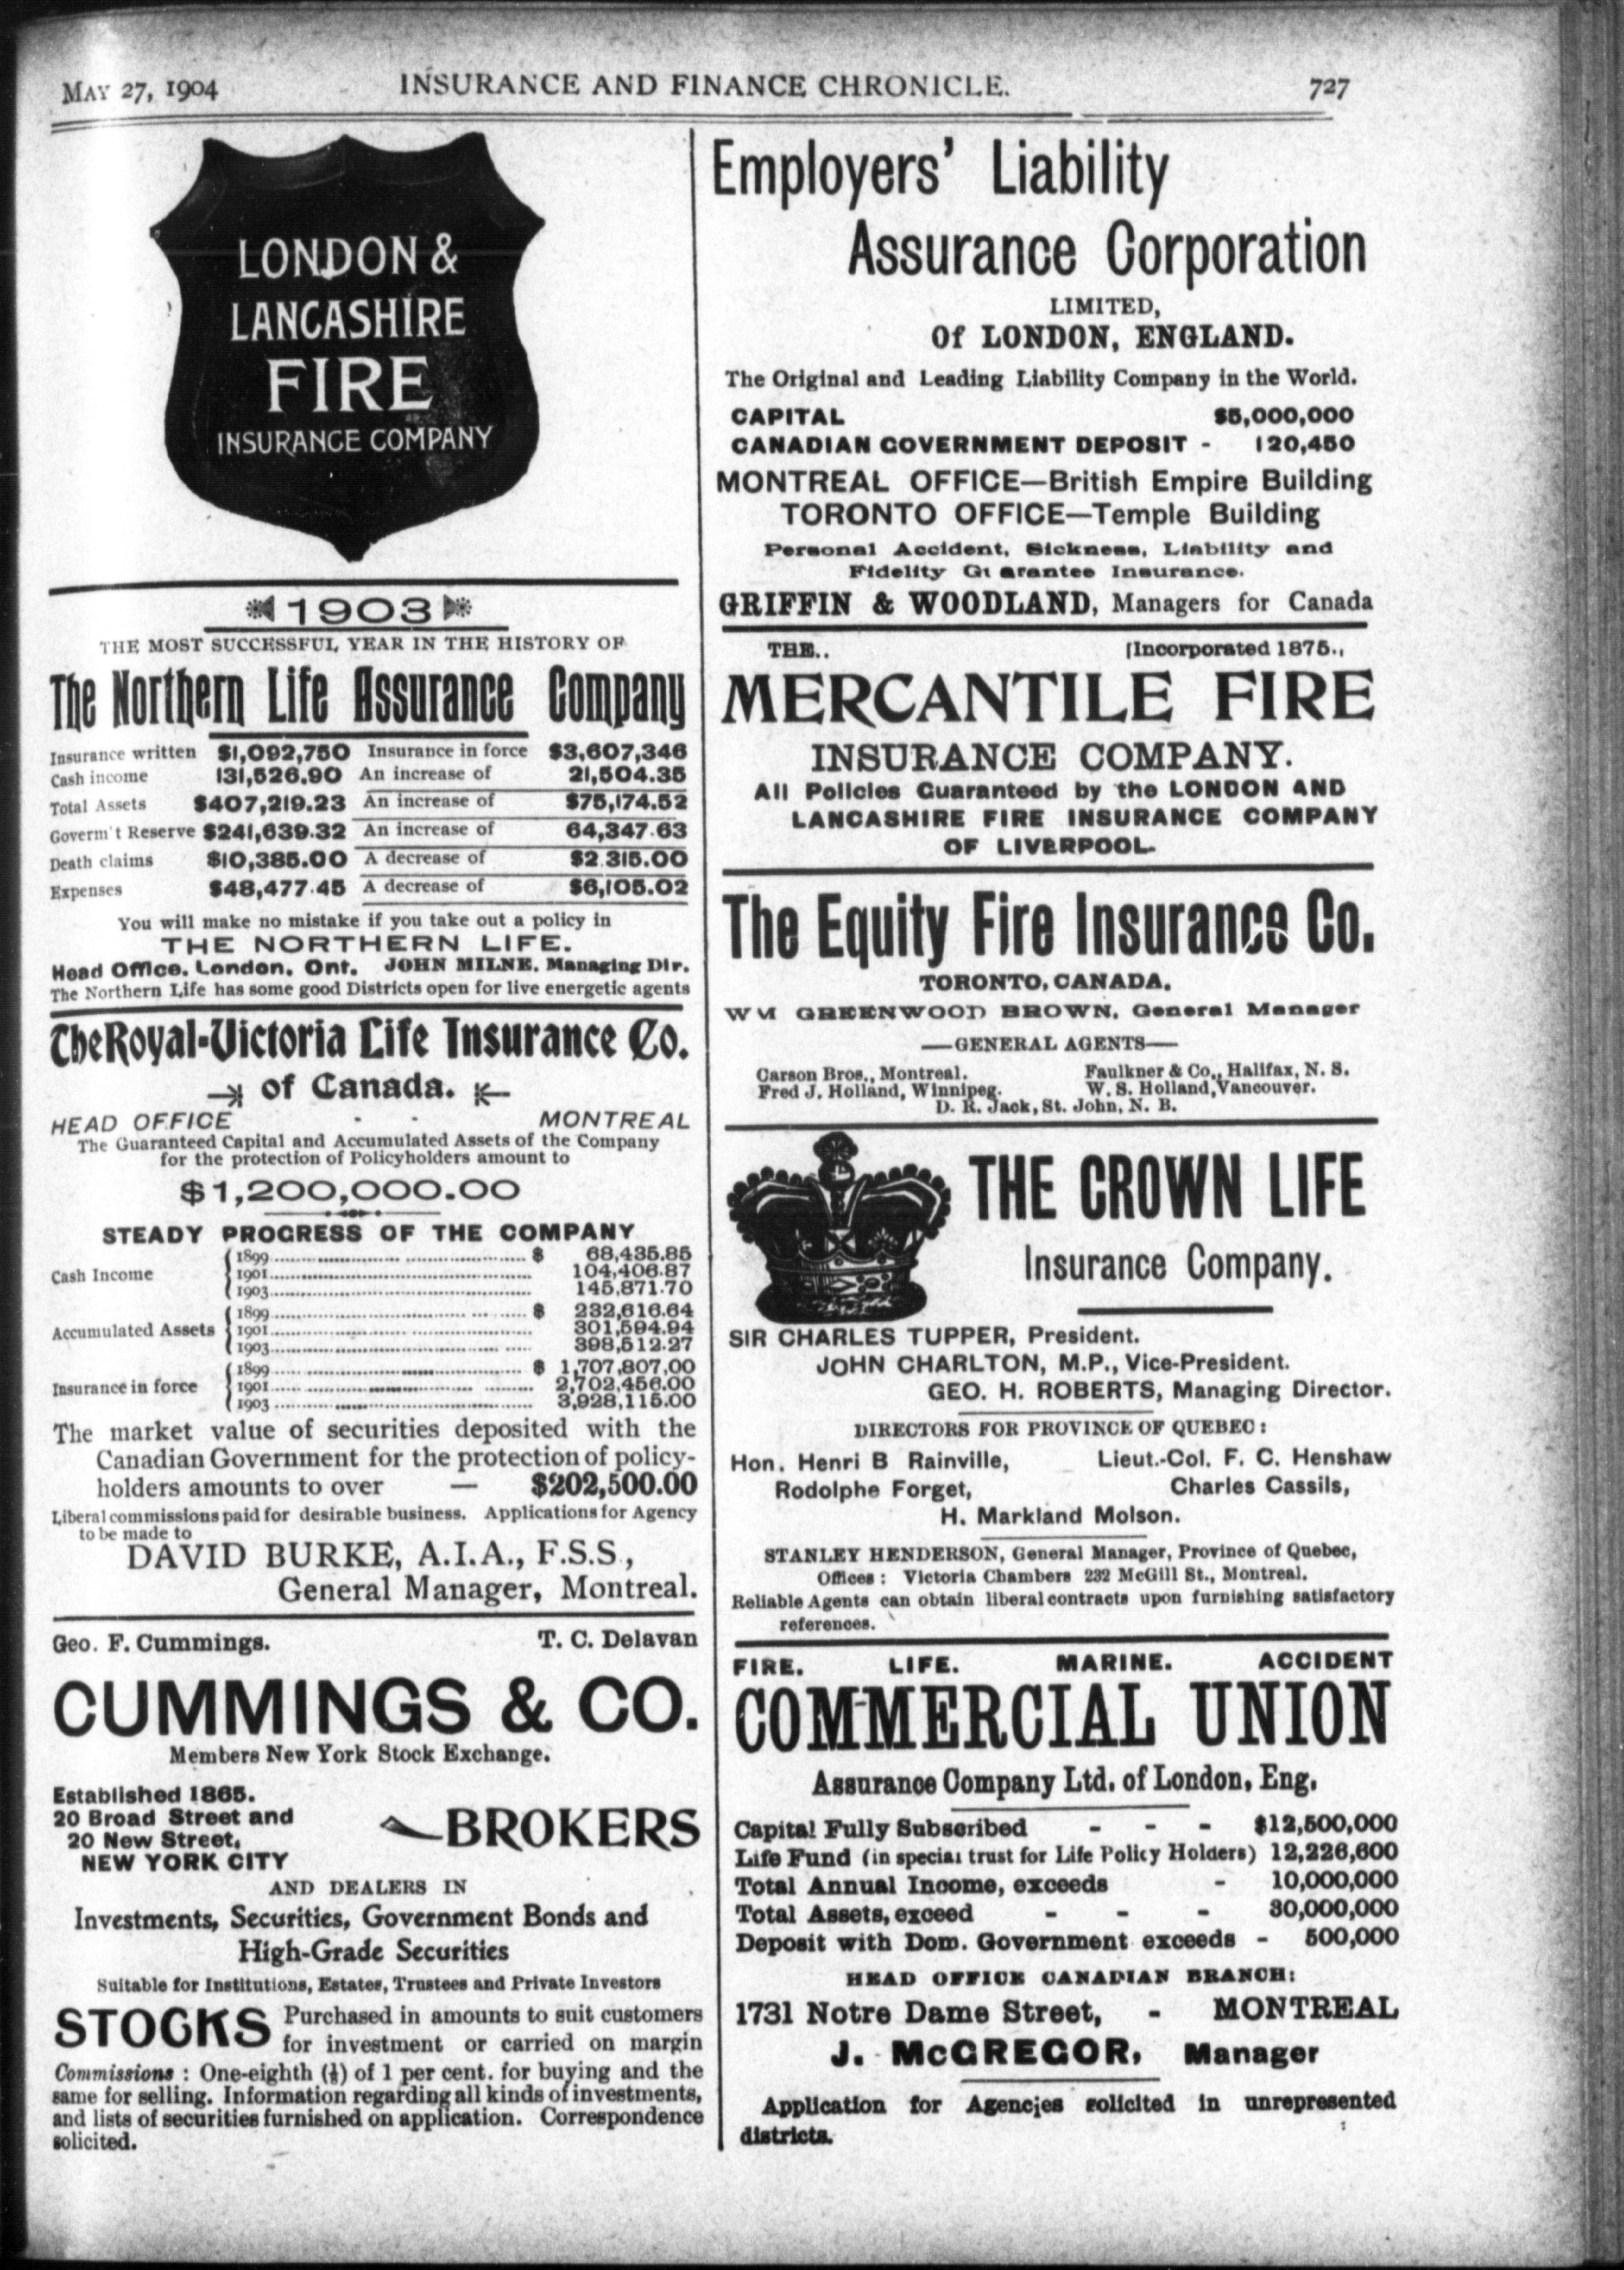 MAY 27, 1904 INSURANCE AND FINANCE CHRONICLE. 727
LONDON &
LANCASHIRE
FIRE
INSURANCE COMPANY
1903
THE MOST SUCCESSFUL YEAR IN THE HISTORY OF
The Northern Life Assurance Company
Insurance written $1,092,750 Insurance in force $3,607,346
Cash income 131,526.90 An increase of 21,504.35
Total Assets $407,219.23 An increase of $75,174.52
Governm't Reserve $241,639.32 An increase of 64,347.63
Death claims $10,385.00 A decrease of $2.315.00
Expenses $48,477.45 A decrease of $6,105.02
You will make no mistake if you take out a policy in
THE NORTHERN LIFE.
Head Office. London. Ont. JOHN MILNE. Managing Dir.
The Northern Life has some good Districts open for live energetic agents
The Royal-Victoria Life Insurance Co.
of Canada.
HEAD OFFICE - - MONTREAL
The Guaranteed Capital and Accumulated Assets of the Company
for the protection of Policyholders amount to
$1,200,000.00
STEADY PROGRESS OF THE COMPANY
Cash Income
1899 $ 68,435.85
1901 104,406.87
1903 145,871.70
Accumulated Assets
1899 $ 232,616.64
1901 301,594.94
1903 398,512.27
Insurance in force
1899 $ 1,707,807.00
1901 2,702,456.00
1903 3,928,115.00
The market value of securities deposited with the
Canadian Government for the protection of policy-
holders amounts to over — $202,500.00
Liberal commissions paid for desirable business. Applications for Agency
to be made to
DAVID BURKE, A.I.A., F.S.S.,
General Manager, Montreal.
Geo. F. Cummings. T. C. Delavan
CUMMINGS & CO.
Members New York Stock Exchange.
Established 1865.
20 Broad Street and
20 New Street,
NEW YORK CITY
BROKERS
AND DEALERS IN
Investments, Securities, Government Bonds and
High-Grade Securities
Suitable for Institutions, Estates, Trustees and Private Investors
STOCKS Purchased in amounts to suit customers
for investment or carried on margin
Commissions : One-eighth (⅛) of 1 per cent. for buying and the
same for selling. Information regarding all kinds of investments,
and lists of securities furnished on application. Correspondence
solicited.
Employers' Liability
Assurance Corporation
LIMITED,
Of LONDON, ENGLAND.
The Original and Leading Liability Company in the World.
CAPITAL $5,000,000
CANADIAN GOVERNMENT DEPOSIT - 120,450
MONTREAL OFFICE—British Empire Building
TORONTO OFFICE—Temple Building
Personal Accident, Sickness, Liability and
Fidelity Guarantee Insurance.
GRIFFIN & WOODLAND, Managers for Canada
THE.. [Incorporated 1875.,
MERCANTILE FIRE
INSURANCE COMPANY.
All Policies Guaranteed by the LONDON AND
LANCASHIRE FIRE INSURANCE COMPANY
OF LIVERPOOL.
The Equity Fire Insurance Co.
TORONTO, CANADA.
WM GREENWOOD BROWN, General Manager
—GENERAL AGENTS—
Carson Bros., Montreal. Faulkner & Co., Halifax, N. S.
Fred J. Holland, Winnipeg. W. S. Holland, Vancouver.
D. R. Jack, St. John, N. B.
THE CROWN LIFE
Insurance Company.
SIR CHARLES TUPPER, President.
JOHN CHARLTON, M.P., Vice-President.
GEO. H. ROBERTS, Managing Director.
DIRECTORS FOR PROVINCE OF QUEBEC :
Hon. Henri B Rainville, Lieut.-Col. F. C. Henshaw
Rodolphe Forget, Charles Cassils,
H. Markland Molson.
STANLEY HENDERSON, General Manager, Province of Quebec,
Offices : Victoria Chambers 232 McGill St., Montreal.
Reliable Agents can obtain liberal contracts upon furnishing satisfactory
references.
FIRE. LIFE. MARINE. ACCIDENT
COMMERCIAL UNION
Assurance Company Ltd. of London, Eng.
Capital Fully Subscribed - - - $12,500,000
Life Fund (in special trust for Life Policy Holders) 12,226,600
Total Annual Income, exceeds - 10,000,000
Total Assets, exceed - - - 30,000,000
Deposit with Dom. Government exceeds - 500,000
HEAD OFFICE CANADIAN BRANCH:
1731 Notre Dame Street, - MONTREAL
J. McGREGOR, Manager
Application for Agencies solicited in unrepresented
districts.